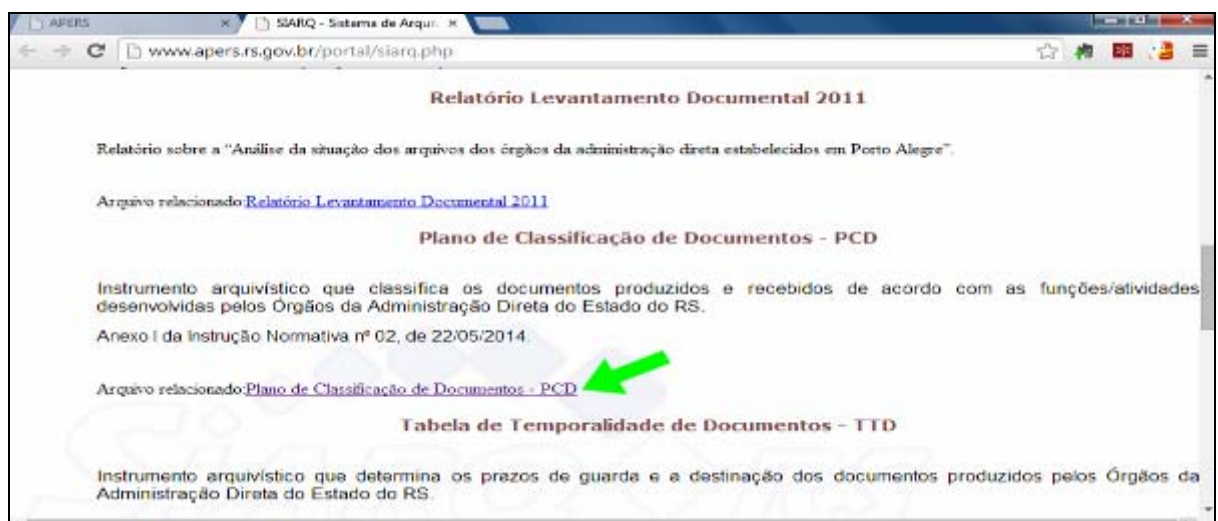 APERS
SIARQ - Sistema de Arqui
www.apers.rs.gov.br/portal/siarq.php
Relatório Levantamento Documental 2011
Relatório sobre a “Análise da situação dos arquivos dos órgãos da administração direta estabelecidos em Porto Alegre”.
Arquivo relacionado:Relatório Levantamento Documental 2011
Plano de Classificação de Documentos - PCD
Instrumento arquivístico que classifica os documentos produzidos e recebidos de acordo com as funções/atividades
desenvolvidas pelos Órgãos da Administração Direta do Estado do RS.
Anexo I da Instrução Normativa nº 02, de 22/05/2014.
Arquivo relacionado:Plano de Classificação de Documentos - PCD
Tabela de Temporalidade de Documentos - TTD
Instrumento arquivístico que determina os prazos de guarda e a destinação dos documentos produzidos pelos Órgãos da
Administração Direta do Estado do RS.